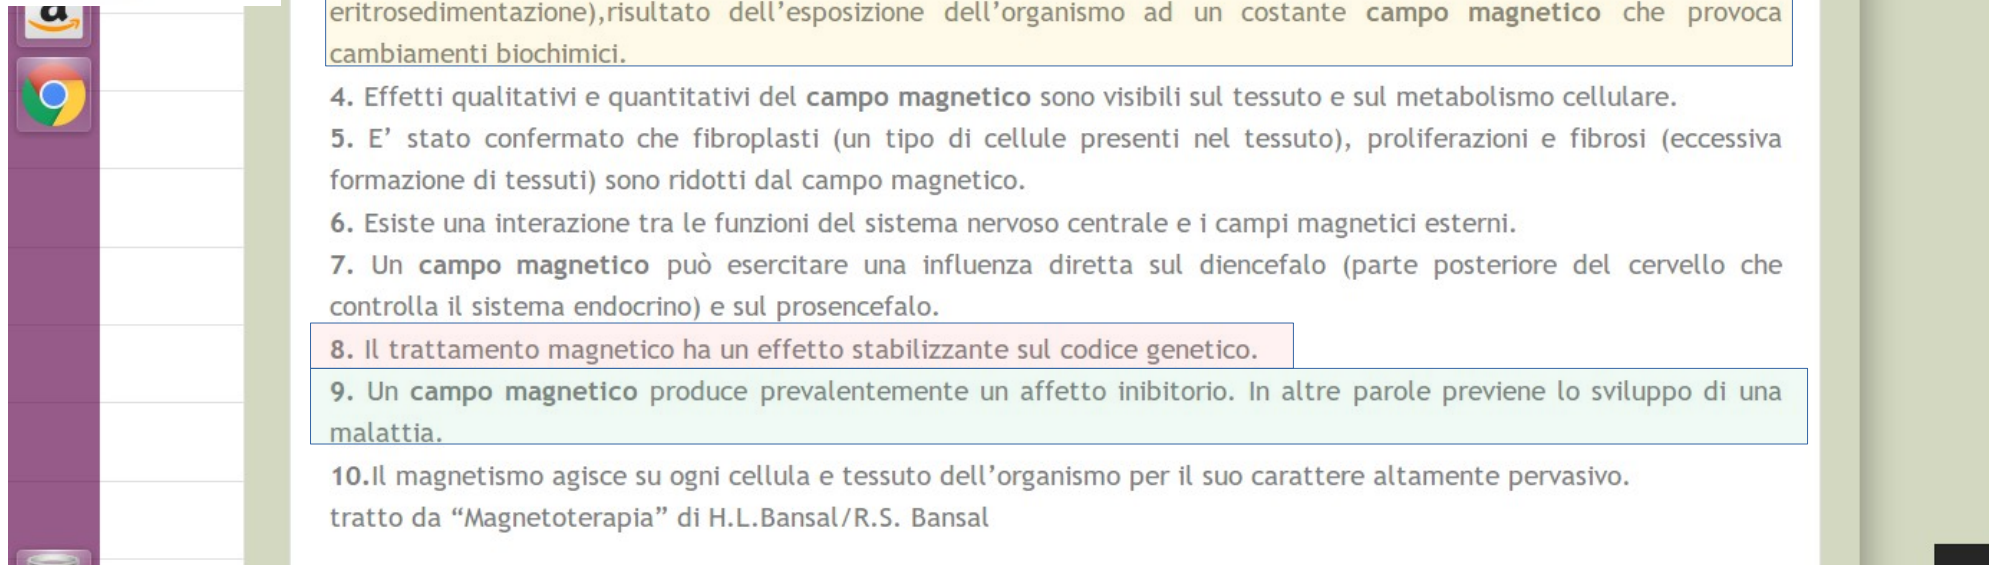 eritrosedimentazione),risultato dell’esposizione dell’organismo ad un costante campo magnetico che provoca
cambiamenti biochimici.
4. Effetti qualitativi e quantitativi del campo magnetico sono visibili sul tessuto e sul metabolismo cellulare.
5. E’ stato confermato che fibroplasti (un tipo di cellule presenti nel tessuto), proliferazioni e fibrosi (eccessiva
formazione di tessuti) sono ridotti dal campo magnetico.
6. Esiste una interazione tra le funzioni del sistema nervoso centrale e i campi magnetici esterni.
7. Un campo magnetico può esercitare una influenza diretta sul diencefalo (parte posteriore del cervello che
controlla il sistema endocrino) e sul prosencefalo.
8. Il trattamento magnetico ha un effetto stabilizzante sul codice genetico.
9. Un campo magnetico produce prevalentemente un affetto inibitorio. In altre parole previene lo sviluppo di una
malattia.
10.Il magnetismo agisce su ogni cellula e tessuto dell’organismo per il suo carattere altamente pervasivo.
tratto da “Magnetoterapia” di H.L.Bansal/R.S. Bansal